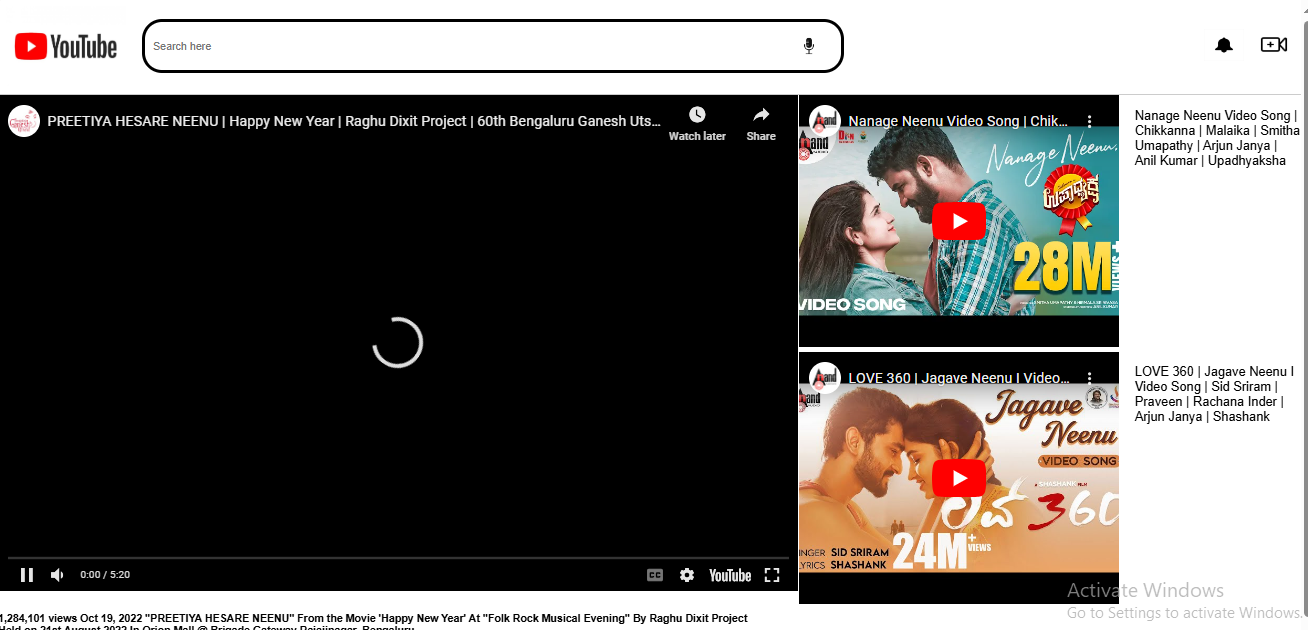 YouTube
Search here
PREETIYA HESARE NEENU | Happy New Year | Raghu Dixit Project | 60th Bengaluru Ganesh Uts...
Watch later
Share
0:00 / 5:20
CC
YouTube
1,284,101 views Oct 19, 2022 "PREETIYA HESARE NEENU" From the Movie 'Happy New Year' At "Folk Rock Musical Evening" By Raghu Dixit Project
Held on 21st August 2022 In Orion Mall @ Brigade Gateway Rajajinagar, Bengaluru
Nanage Neenu Video Song | Chik...
Nanage Neenu
ಉಪಾಧ್ಯಕ್ಷ
28M+
VIEWS
VIDEO SONG
Nanage Neenu Video Song |
Chikkanna | Malaika | Smitha
Umapathy | Arjun Janya |
Anil Kumar | Upadhyaksha
LOVE 360 | Jagave Neenu I Video...
Jagave
Neenu
VIDEO SONG
SHASHANK
ಲವ್ 360
INGER SID SRIRAM
LYRICS SHASHANK
24M+
VIEWS
LOVE 360 | Jagave Neenu I
Video Song | Sid Sriram |
Praveen | Rachana Inder |
Arjun Janya | Shashank
Activate Windows
Go to Settings to activate Windows.